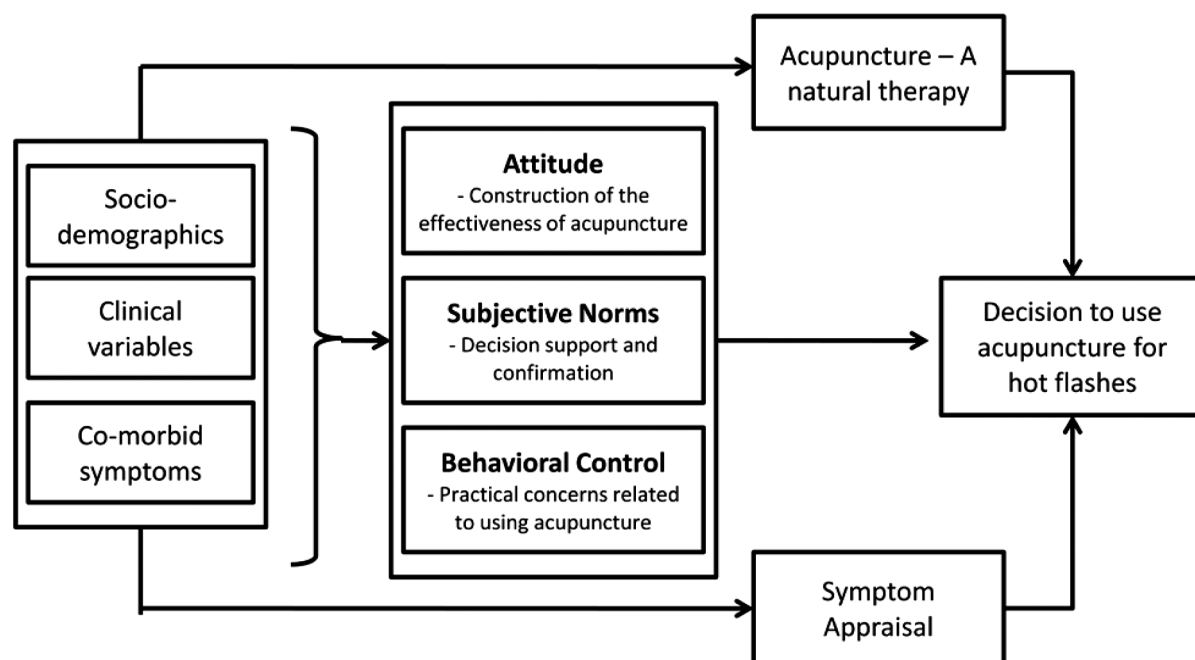 Acupuncture – A
natural therapy
Socio-
demographics
Clinical
variables
Co-morbid
symptoms
Attitude
- Construction of the
effectiveness of acupuncture
Subjective Norms
- Decision support and
confirmation
Behavioral Control
- Practical concerns related
to using acupuncture
Decision to use
acupuncture for
hot flashes
Symptom
Appraisal